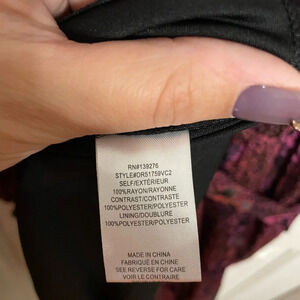 RN#139276
STYLE#DR51759VC2
SELF/EXTÉRIEUR
100%RAYON/RAYONNE
CONTRAST/CONTRASTE
100%POLYESTER/POLYESTER
LINING/DOUBLURE
100%POLYESTER/POLYESTER
MADE IN CHINA
FABRIQUÉ EN CHINE
SEE REVERSE FOR CARE
VOIR LE CONTRAIRE